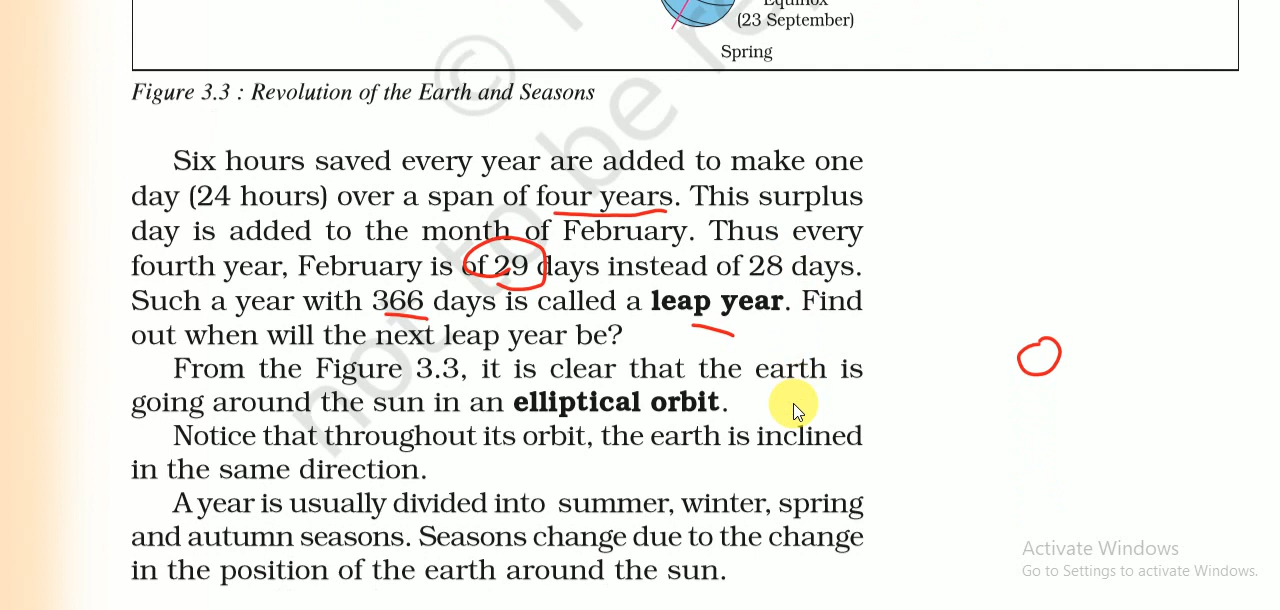 Equinox
(23 September)
Spring
Figure 3.3 : Revolution of the Earth and Seasons
Six hours saved every year are added to make one
day (24 hours) over a span of four years. This surplus
day is added to the month of February. Thus every
fourth year, February is of 29 days instead of 28 days.
Such a year with 366 days is called a leap year. Find
out when will the next leap year be?
From the Figure 3.3, it is clear that the earth is
going around the sun in an elliptical orbit.
Notice that throughout its orbit, the earth is inclined
in the same direction.
A year is usually divided into summer, winter, spring
and autumn seasons. Seasons change due to the change
in the position of the earth around the sun.
not to be re
©
Activate Windows
Go to Settings to activate Windows.